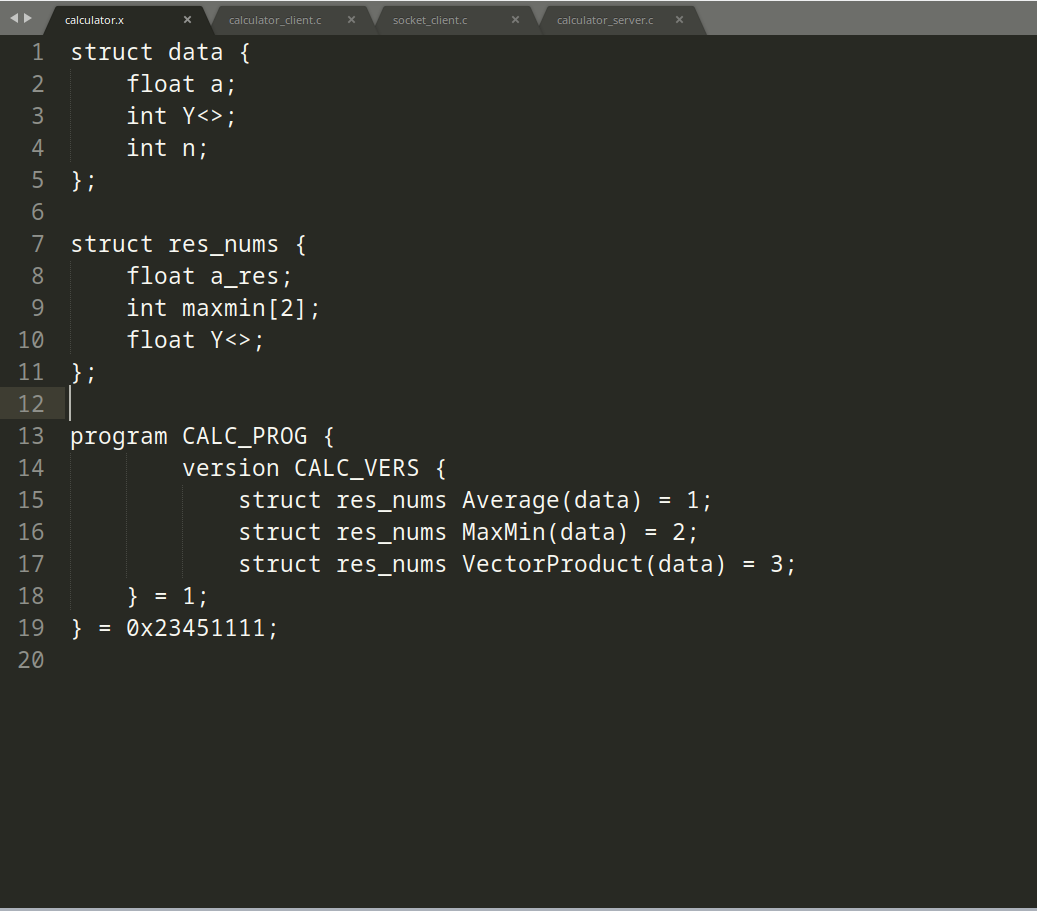 calculator.x × calculator_client.c × socket_client.c × calculator_server.c ×
1 struct data {
2     float a;
3     int Y<>;
4     int n;
5 };
6
7 struct res_nums {
8     float a_res;
9     int maxmin[2];
10     float Y<>;
11 };
12
13 program CALC_PROG {
14         version CALC_VERS {
15             struct res_nums Average(data) = 1;
16             struct res_nums MaxMin(data) = 2;
17             struct res_nums VectorProduct(data) = 3;
18     } = 1;
19 } = 0x23451111;
20